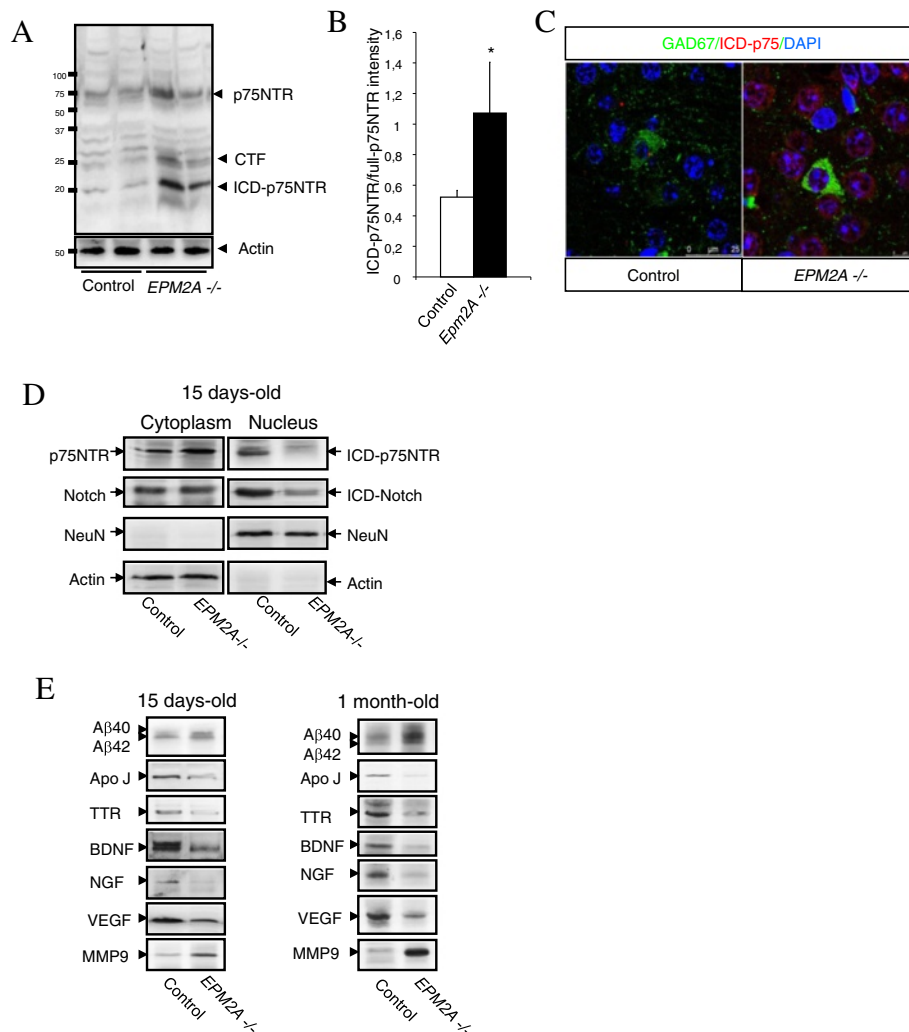 A
100
75
50
37
25
20
50
p75NTR
CTF
ICD-p75NTR
Actin
Control
EPM2A -/-
B
ICD-p75NTR/full-p75NTR intensity
1,6
1,4
1,2
1
0,8
0,6
0,4
0,2
0
*
Control
Epm2A -/-
C
GAD67/ICD-p75/DAPI
0 µm 25
Control
EPM2A -/-
D
15 days-old
Cytoplasm Nucleus
p75NTR
ICD-p75NTR
Notch
ICD-Notch
NeuN
NeuN
Actin
Actin
Control
EPM2A-/-
Control
EPM2A-/-
E
15 days-old
Aβ40
Aβ42
Apo J
TTR
BDNF
NGF
VEGF
MMP9
Control
EPM2A -/-
1 month-old
Aβ40
Aβ42
Apo J
TTR
BDNF
NGF
VEGF
MMP9
Control
EPM2A -/-